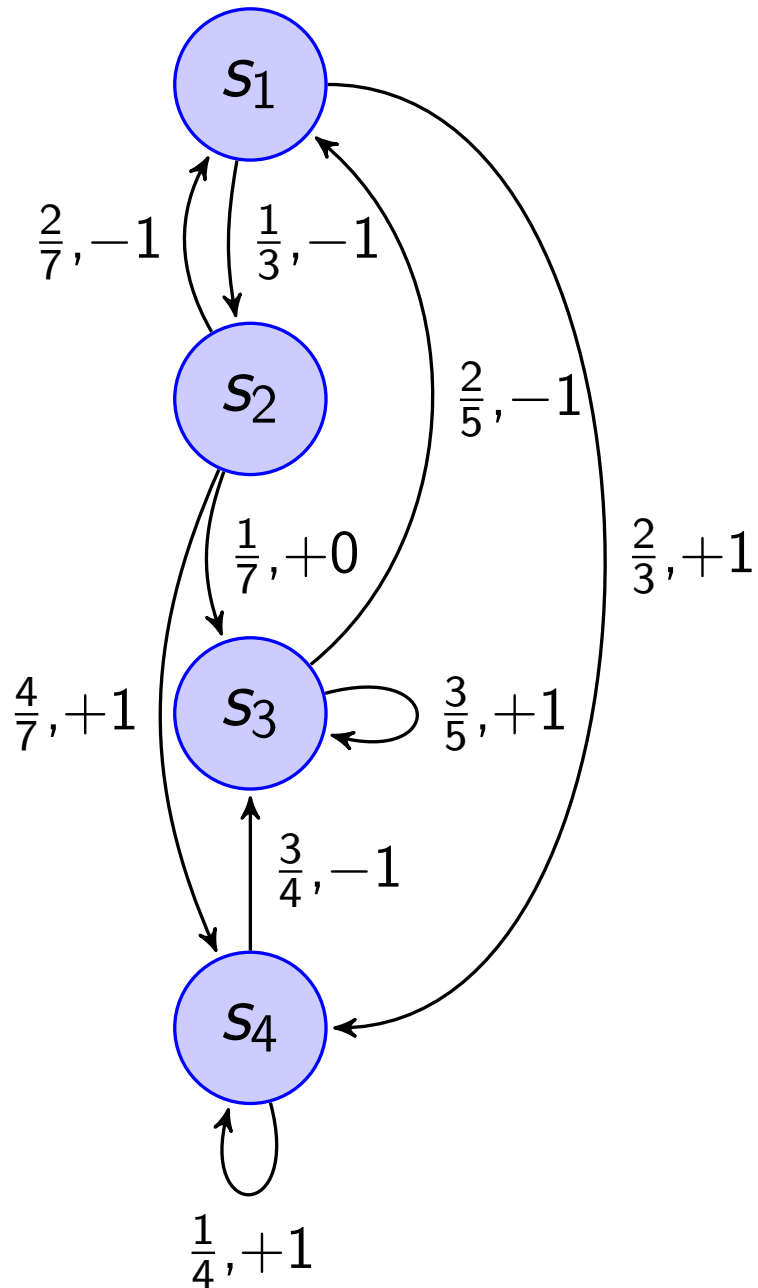 s1
2/7, −1
1/3, −1
s2
2/5, −1
1/7, +0
2/3, +1
4/7, +1
s3
3/5, +1
3/4, −1
s4
1/4, +1